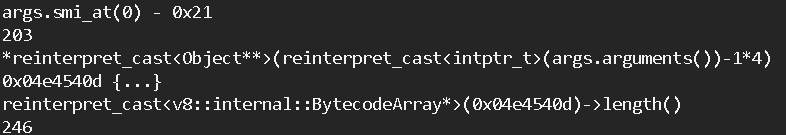 args.smi_at(0) - 0x21
203
*reinterpret_cast<Object**>(reinterpret_cast<intptr_t>(args.arguments())-1*4)
0x04e4540d {...}
reinterpret_cast<v8::internal::BytecodeArray*>(0x04e4540d)->length()
246